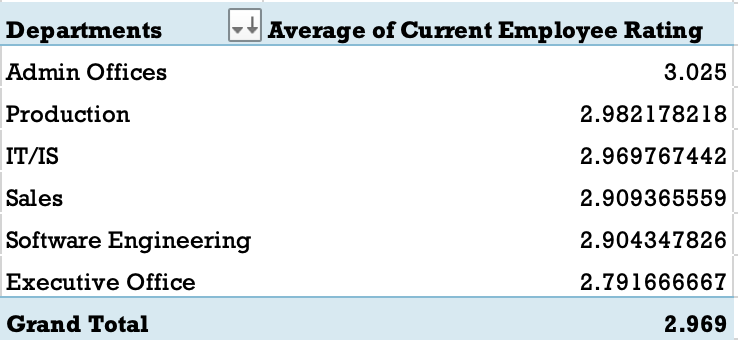 Departments Average of Current Employee Rating
Admin Offices 3.025
Production 2.982178218
IT/IS 2.969767442
Sales 2.909365559
Software Engineering 2.904347826
Executive Office 2.791666667
Grand Total 2.969